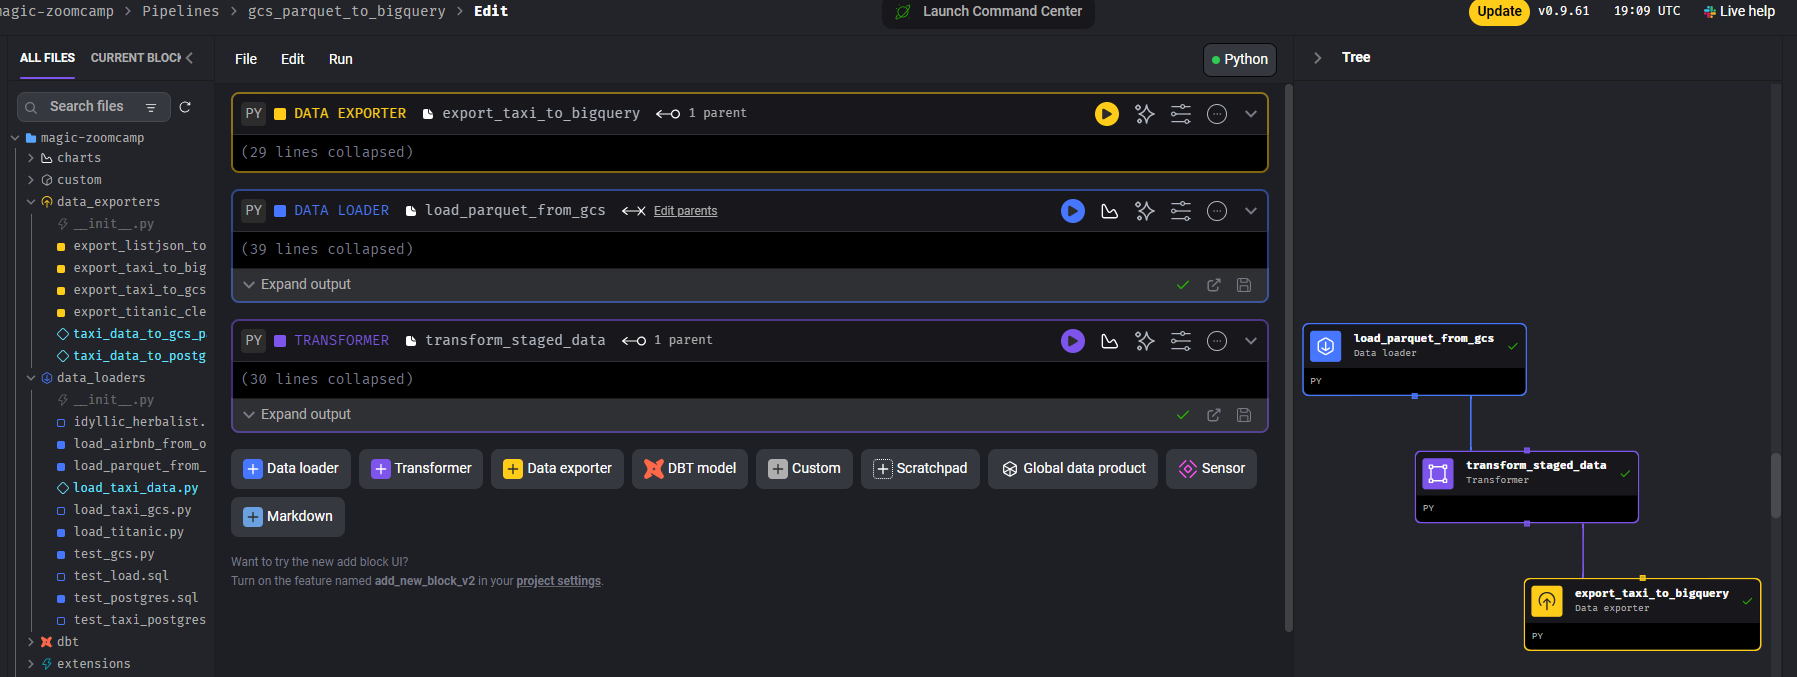 magic-zoomcamp > Pipelines > gcs_parquet_to_bigquery > Edit
Launch Command Center
Update v0.9.61 19:09 UTC Live help
ALL FILES CURRENT BLOCK
Search files
magic-zoomcamp
charts
custom
data_exporters
__init__.py
export_listjson_to
export_taxi_to_big
export_taxi_to_gcs
export_titanic_cle
taxi_data_to_gcs_p
taxi_data_to_postg
data_loaders
__init__.py
idyllic_herbalist.
load_airbnb_from_o
load_parquet_from_
load_taxi_data.py
load_taxi_gcs.py
load_titanic.py
test_gcs.py
test_load.sql
test_postgres.sql
test_taxi_postgres
dbt
extensions
File Edit Run
Python
PY DATA EXPORTER export_taxi_to_bigquery 1 parent
(29 lines collapsed)
PY DATA LOADER load_parquet_from_gcs Edit parents
(39 lines collapsed)
Expand output
PY TRANSFORMER transform_staged_data 1 parent
(30 lines collapsed)
Expand output
Data loader Transformer Data exporter DBT model Custom Scratchpad Global data product Sensor
Markdown
Want to try the new add block UI?
Turn on the feature named add_new_block_v2 in your project settings.
Tree
load_parquet_from_gcs
Data loader
PY
transform_staged_data
Transformer
PY
export_taxi_to_bigquery
Data exporter
PY